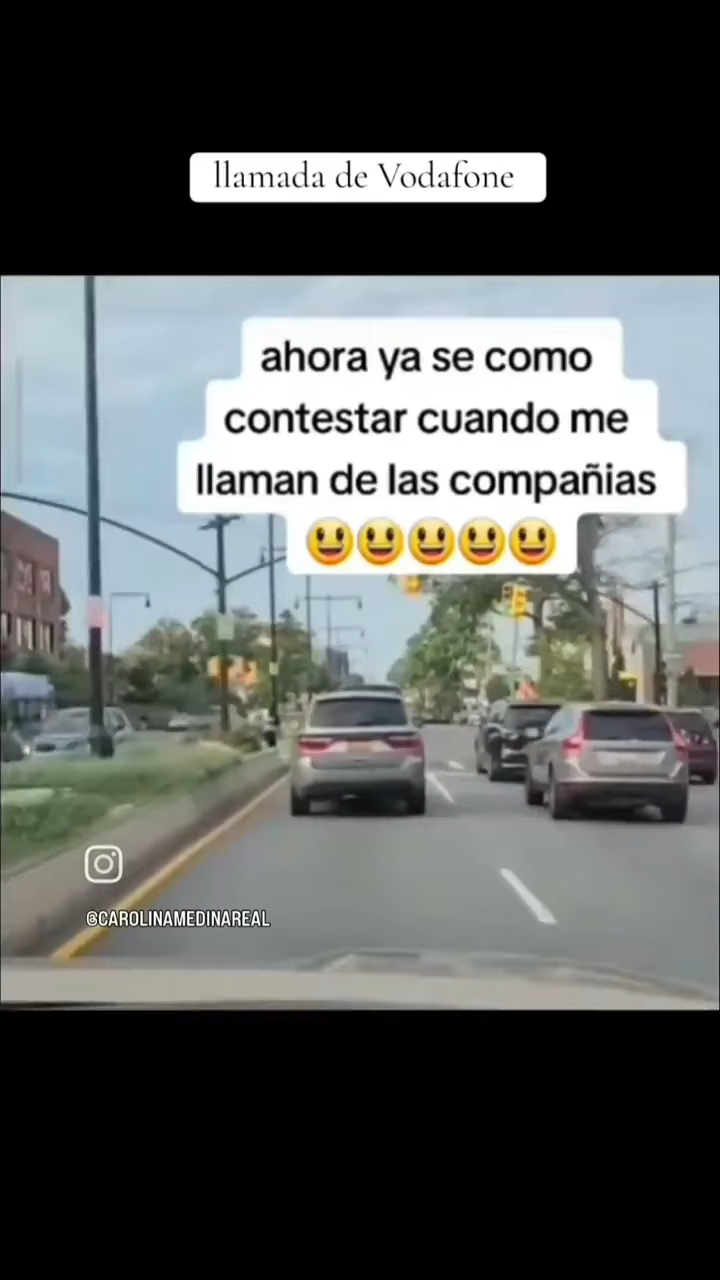 llamada de Vodafone
ahora ya se como
contestar cuando me
llaman de las compañias
😃😃😃😃😃
@CAROLINAMEDINAREAL